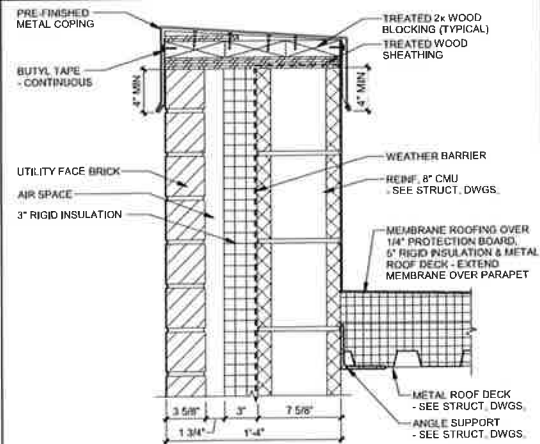 PRE-FINISHED
METAL COPING
BUTYL TAPE
- CONTINUOUS
4" MIN
UTILITY FACE BRICK
AIR SPACE
3" RIGID INSULATION
TREATED 2x WOOD
BLOCKING (TYPICAL)
TREATED WOOD
SHEATHING
4" MIN
WEATHER BARRIER
REINF. 8" CMU
- SEE STRUCT. DWGS.
MEMBRANE ROOFING OVER
1/4" PROTECTION BOARD,
5" RIGID INSULATION & METAL
ROOF DECK - EXTEND
MEMBRANE OVER PARAPET
METAL ROOF DECK
- SEE STRUCT. DWGS.
ANGLE SUPPORT
- SEE STRUCT. DWGS.
3 5/8" 3" 7 5/8"
1 3/4" 1'-4"